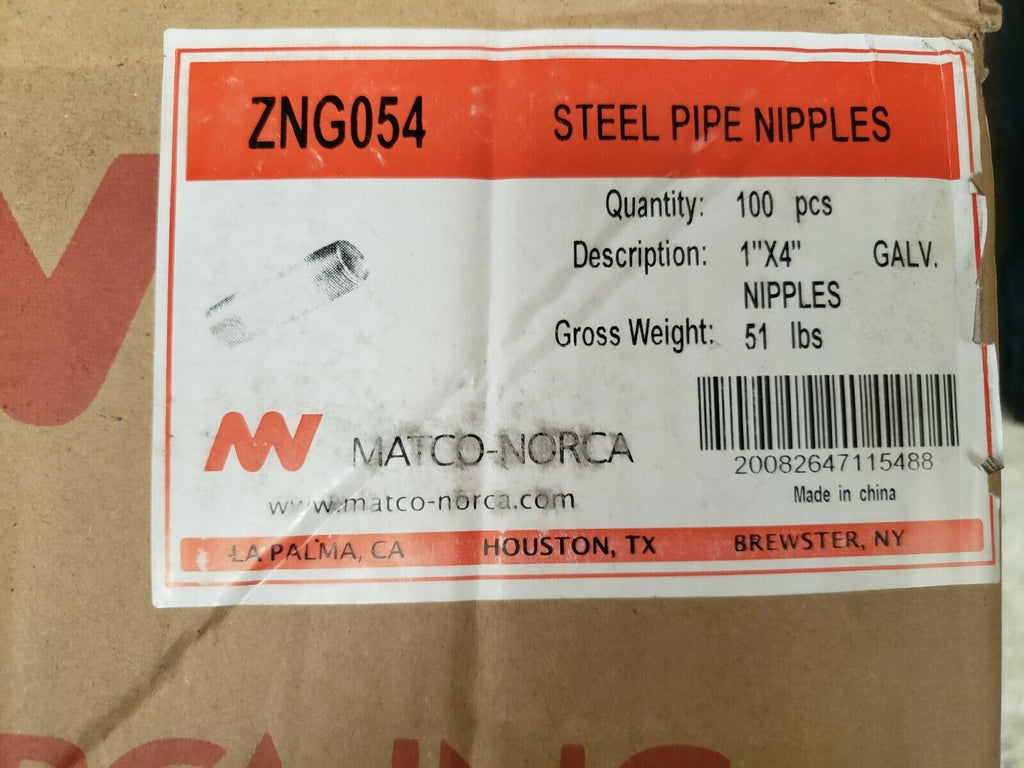 ZNG054 STEEL PIPE NIPPLES
Quantity: 100 pcs
Description: 1"X4" GALV.
NIPPLES
Gross Weight: 51 lbs
MATCO-NORCA
www.matco-norca.com
20082647115488
Made in china
LA PALMA, CA HOUSTON, TX BREWSTER, NY